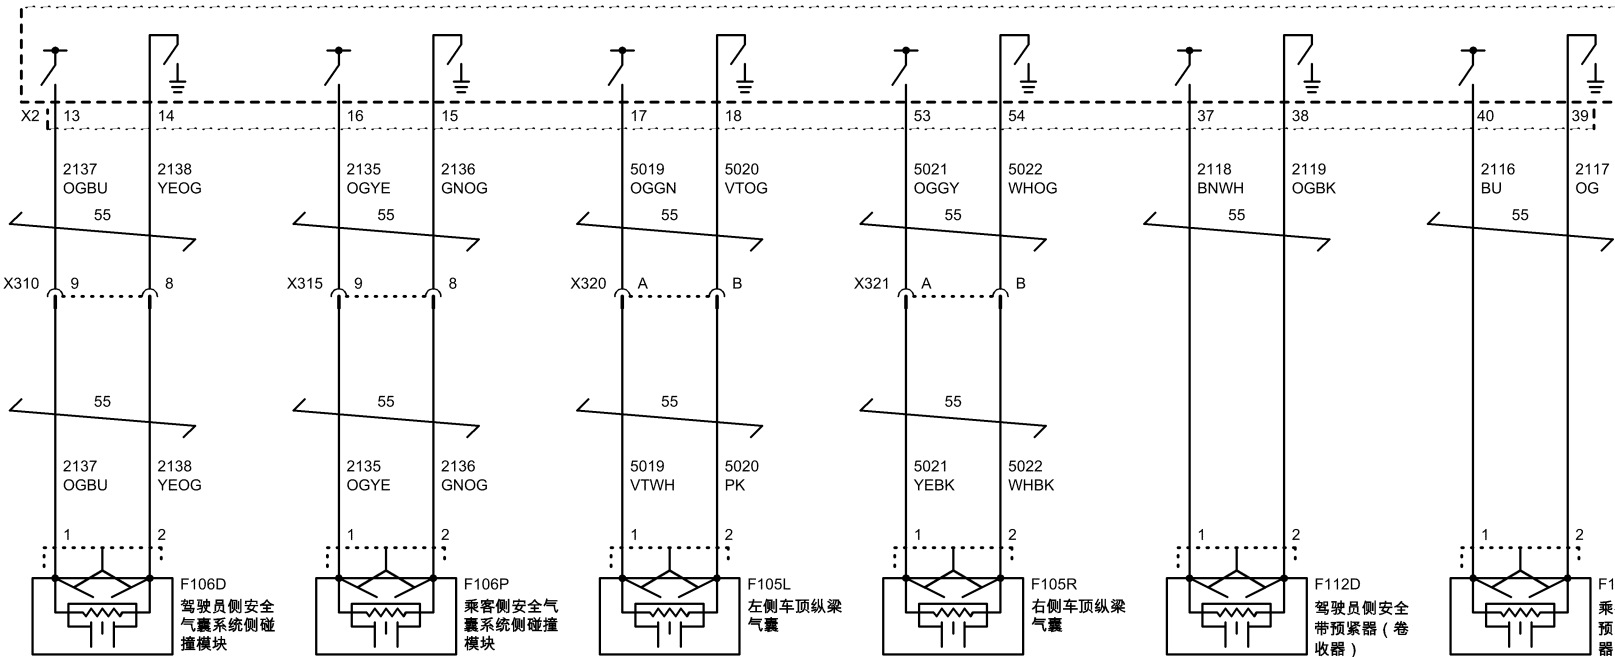 X2 13 14 16 15 17 18 53 54 37 38 40 39
2137 2138 2135 2136 5019 5020 5021 5022 2118 2119 2116 2117
OGBU YEOG OGYE GNOG OGGN VTOG OGGY WHOG BNWH OGBK BU OG
55 55 55 55 55 55
X310 9 8 X315 9 8 X320 A B X321 A B
55 55 55 55
2137 2138 2135 2136 5019 5020 5021 5022
OGBU YEOG OGYE GNOG VTWH PK YEBK WHBK
1 2 1 2 1 2 1 2 1 2 1 2
F106D
驾驶员侧安全
气囊系统侧碰
撞模块
F106P
乘客侧安全气
囊系统侧碰撞
模块
F105L
左侧车顶纵梁
气囊
F105R
右侧车顶纵梁
气囊
F112D
驾驶员侧安全
带预紧器（卷
收器）
F1
乘
预
器